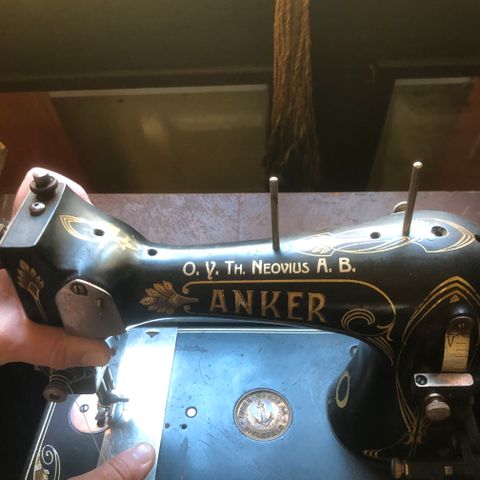 O. Y. TH. NEOVIUS A. B.
ANKER